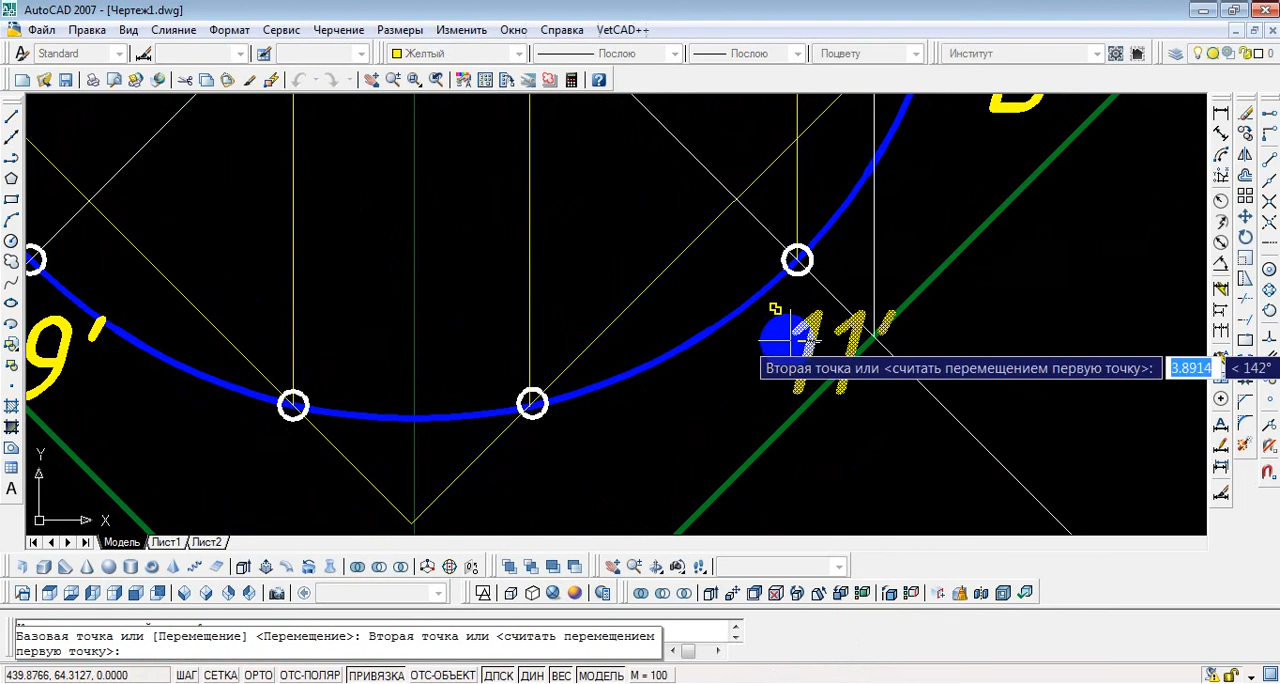 AutoCAD 2007 - [Чертеж1.dwg]
Файл Правка Вид Слияние Формат Сервис Черчение Размеры Изменить Окно Справка VetCAD++
Standard Желтый Послою Послою Поцвету Институт 0
9'
11'
Вторая точка или <считать перемещением первую точку>: 3.8914 < 142°
Y
X
Модель Лист1 Лист2
Базовая точка или [Перемещение] <Перемещение>: Вторая точка или <считать перемещением
первую точку>:
439.8766, 64.3127, 0.0000 ШАГ СЕТКА ОРТО ОТС-ПОЛЯР ПРИВЯЗКА ОТС-ОБЪЕКТ ДПСК ДИН ВЕС МОДЕЛЬ М = 100